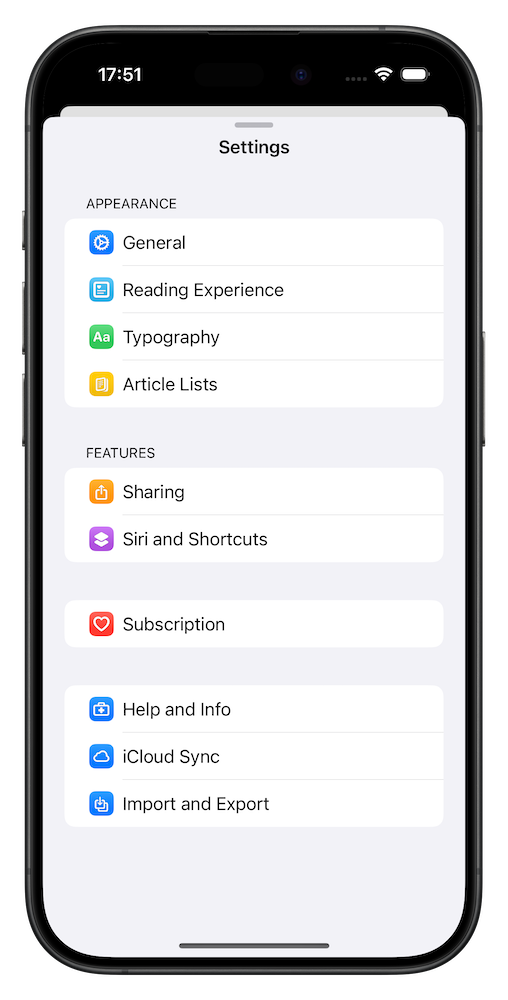 17:51
Settings
APPEARANCE
General
Reading Experience
Aa Typography
Article Lists
FEATURES
Sharing
Siri and Shortcuts
Subscription
Help and Info
iCloud Sync
Import and Export